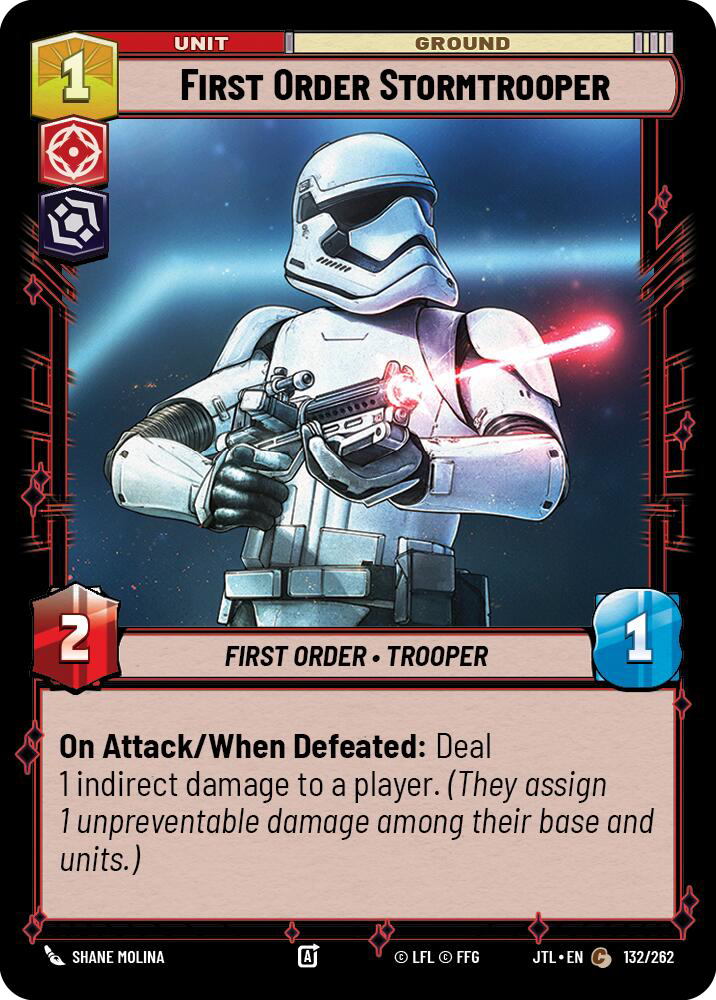 UNIT
GROUND
1
FIRST ORDER STORMTROOPER
2
FIRST ORDER • TROOPER
1
On Attack/When Defeated: Deal
1 indirect damage to a player. (They assign
1 unpreventable damage among their base and
units.)
SHANE MOLINA
A
© LFL © FFG
JTL • EN
C
132/262